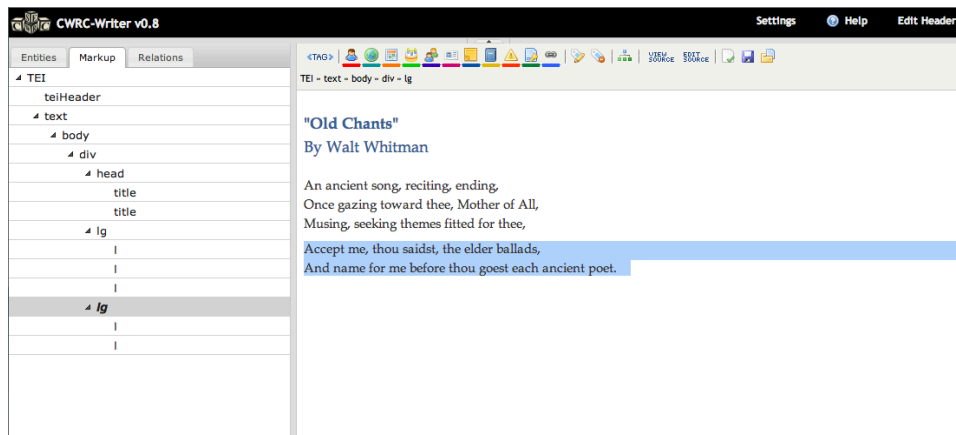 CWRC-Writer v0.8 Settings Help Edit Header
Entities Markup Relations
<TAG> VIEW SOURCE EDIT SOURCE
TEI » text » body » div » lg
TEI
teiHeader
text
body
div
head
title
title
lg
l
l
l
lg
l
l
"Old Chants"
By Walt Whitman
An ancient song, reciting, ending,
Once gazing toward thee, Mother of All,
Musing, seeking themes fitted for thee,
Accept me, thou saidst, the elder ballads,
And name for me before thou goest each ancient poet.